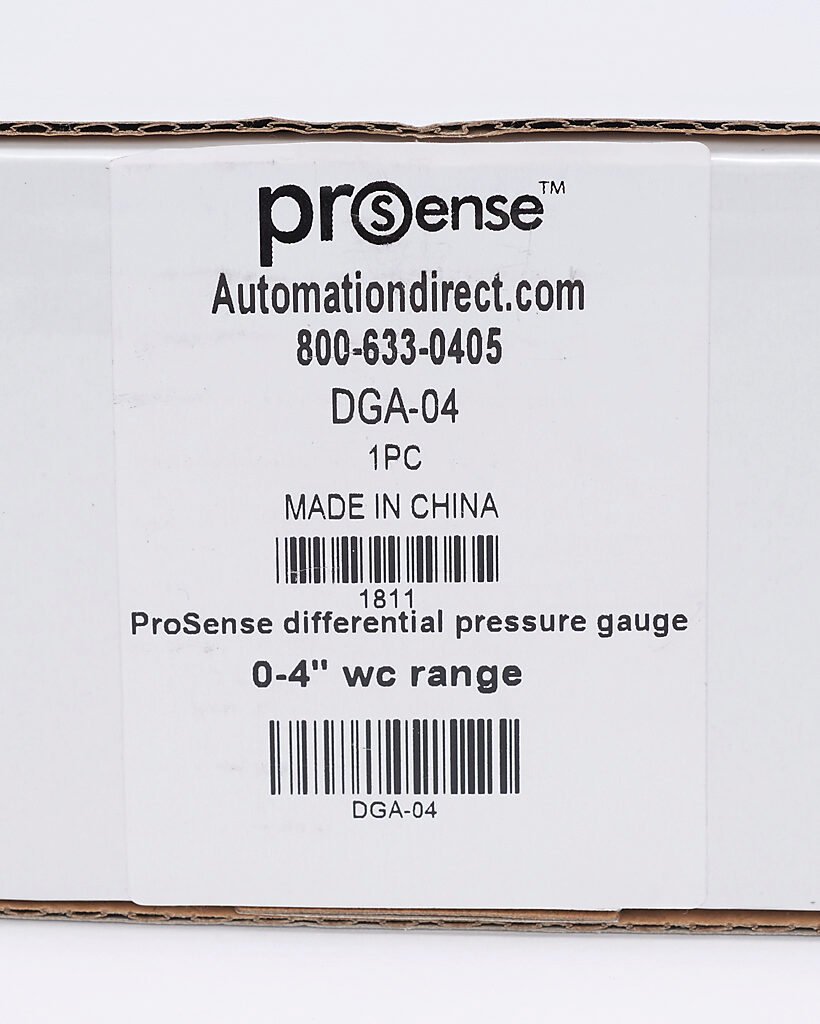 prosense™
Automationdirect.com
800-633-0405
DGA-04
1PC
MADE IN CHINA
1811
ProSense differential pressure gauge
0-4" wc range
DGA-04